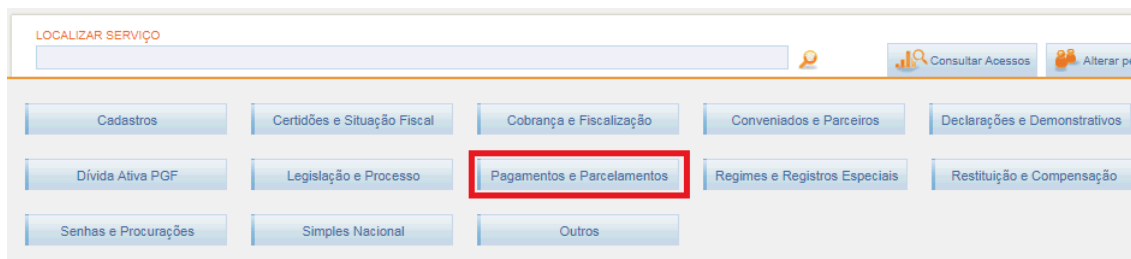 LOCALIZAR SERVIÇO
Consultar Acessos
Alterar
Cadastros
Certidões e Situação Fiscal
Cobrança e Fiscalização
Conveniados e Parceiros
Declarações e Demonstrativos
Dívida Ativa PGF
Legislação e Processo
Pagamentos e Parcelamentos
Regimes e Registros Especiais
Restituição e Compensação
Senhas e Procurações
Simples Nacional
Outros